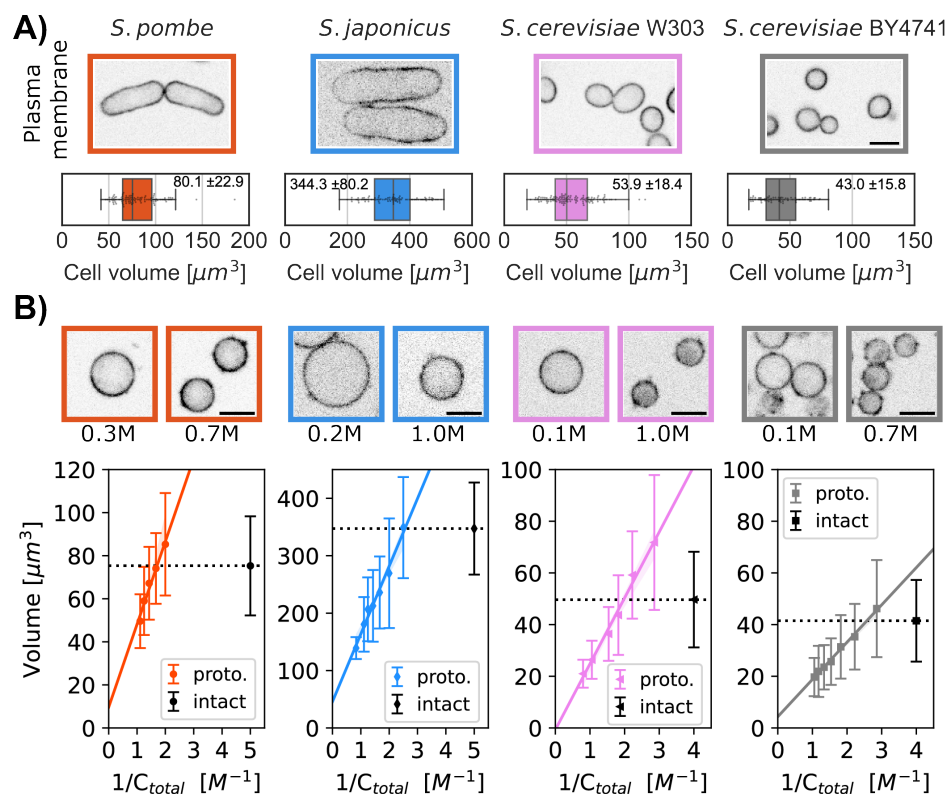 A)
S. pombe
S. japonicus
S. cerevisiae W303
S. cerevisiae BY4741
Plasma
membrane
80.1 ±22.9
344.3 ±80.2
53.9 ±18.4
43.0 ±15.8
0 50 100 150 200
0 200 400 600
0 50 100 150
0 50 100 150
Cell volume [μm³]
Cell volume [μm³]
Cell volume [μm³]
Cell volume [μm³]
B)
0.3M
0.7M
0.2M
1.0M
0.1M
1.0M
0.1M
0.7M
Volume [μm³]
120
100
80
60
40
20
0
proto.
intact
0 1 2 3 4 5
1/C_total [M⁻¹]
400
300
200
100
0
proto.
intact
0 1 2 3 4 5
1/C_total [M⁻¹]
100
80
60
40
20
0
proto.
intact
0 1 2 3 4
1/C_total [M⁻¹]
100
80
60
40
20
0
proto.
intact
0 1 2 3 4
1/C_total [M⁻¹]